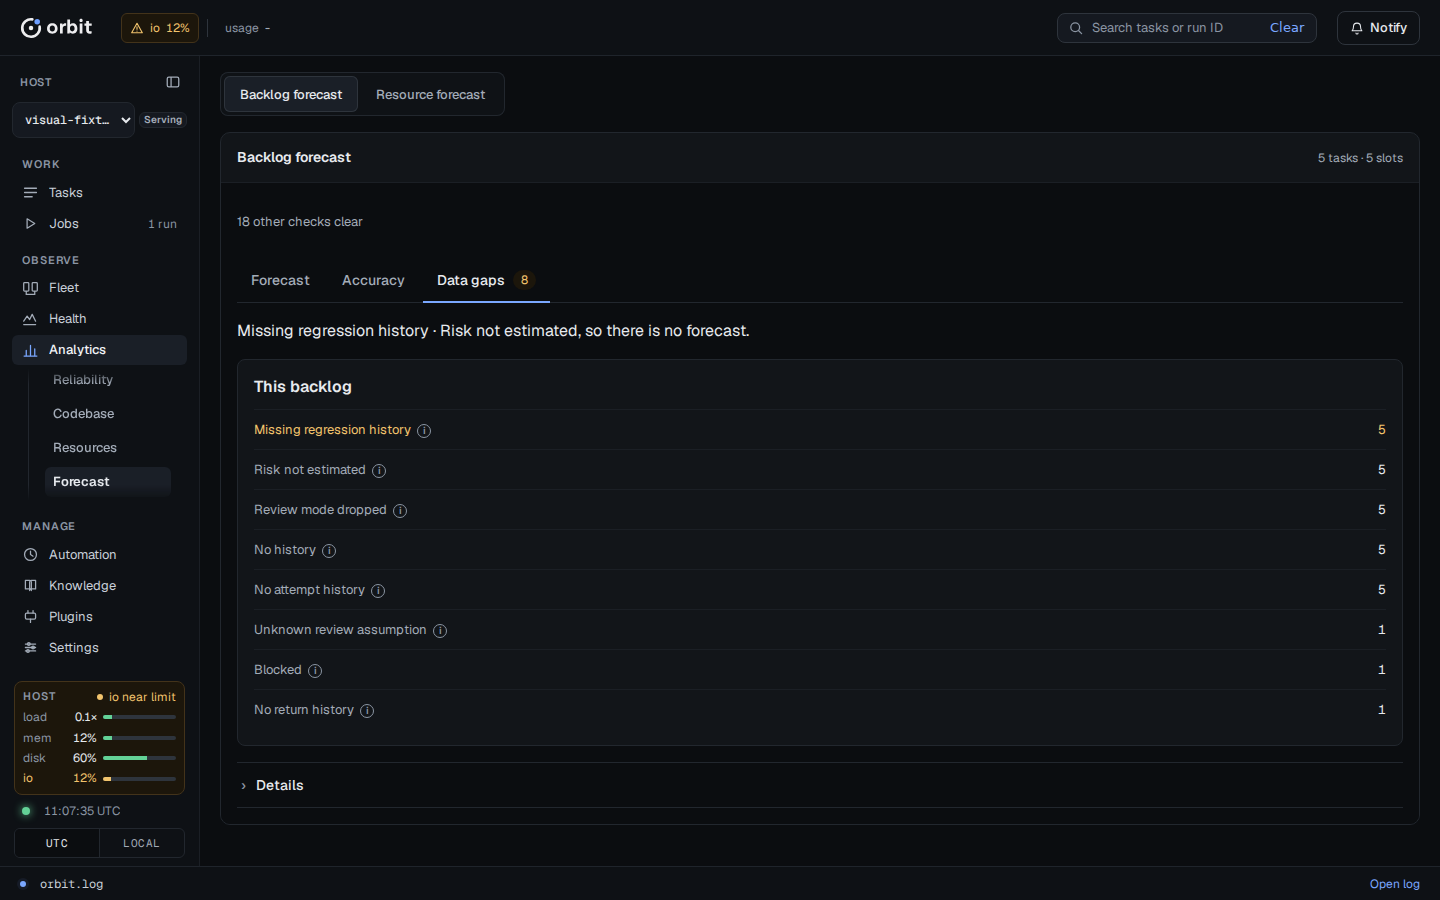 orbit
io 12%
usage -
Search tasks or run ID
Clear
Notify
HOST
visual-fixt…
Serving
WORK
Tasks
Jobs
1 run
OBSERVE
Fleet
Health
Analytics
Reliability
Codebase
Resources
Forecast
MANAGE
Automation
Knowledge
Plugins
Settings
HOST
io near limit
load 0.1×
mem 12%
disk 60%
io 12%
11:07:35 UTC
UTC
LOCAL
Backlog forecast
Resource forecast
Backlog forecast
5 tasks · 5 slots
18 other checks clear
Forecast
Accuracy
Data gaps 8
Missing regression history · Risk not estimated, so there is no forecast.
This backlog
Missing regression history 5
Risk not estimated 5
Review mode dropped 5
No history 5
No attempt history 5
Unknown review assumption 1
Blocked 1
No return history 1
Details
orbit.log
Open log